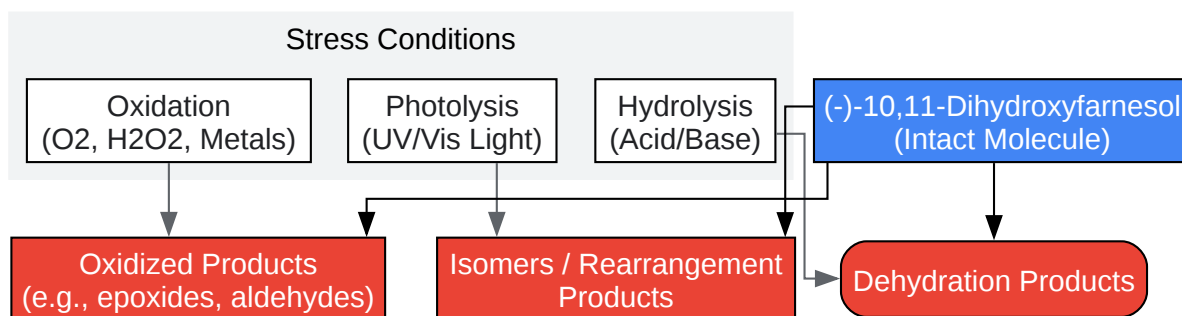 Stress Conditions
Oxidation
(O2, H2O2, Metals)
Photolysis
(UV/Vis Light)
Hydrolysis
(Acid/Base)
(-)-10,11-Dihydroxyfarnesol
(Intact Molecule)
Oxidized Products
(e.g., epoxides, aldehydes)
Isomers / Rearrangement
Products
Dehydration Products